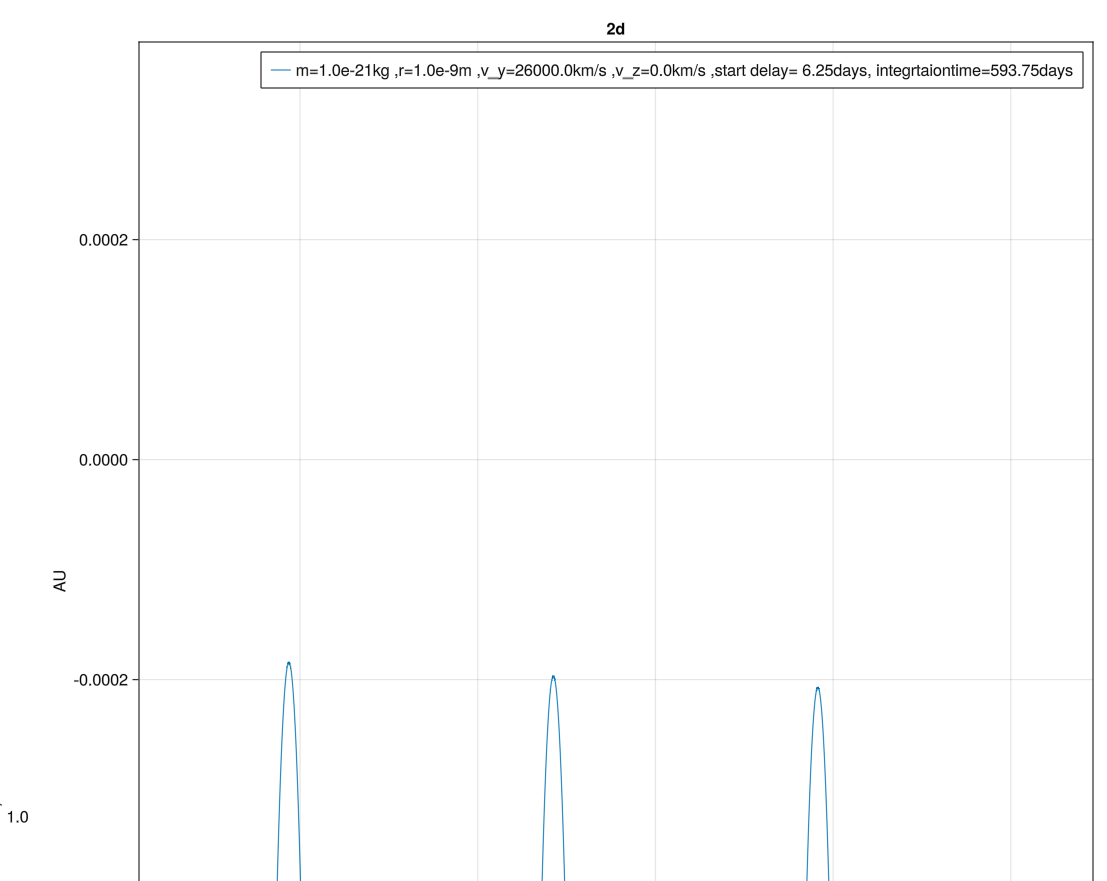 2d
m=1.0e-21kg ,r=1.0e-9m ,v_y=26000.0km/s ,v_z=0.0km/s ,start delay= 6.25days, integrtaiontime=593.75days
0.0002
0.0000
AU
-0.0002
1.0